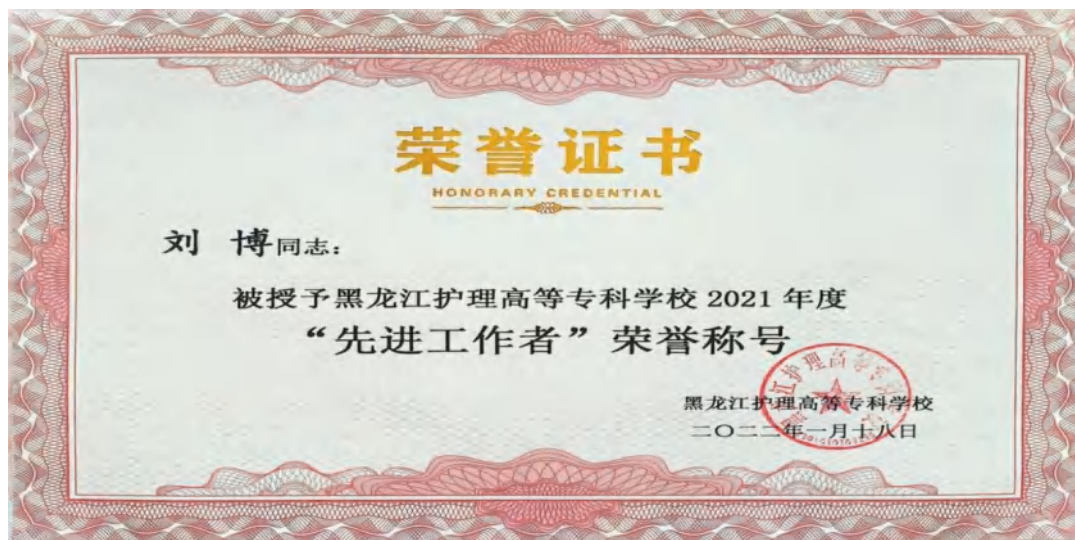 荣誉证书
HONORARY CREDENTIAL
刘 博同志：
被授予黑龙江护理高等专科学校 2021 年度
“先进工作者”荣誉称号
黑龙江护理高等专科学校
二〇二二年一月十八日